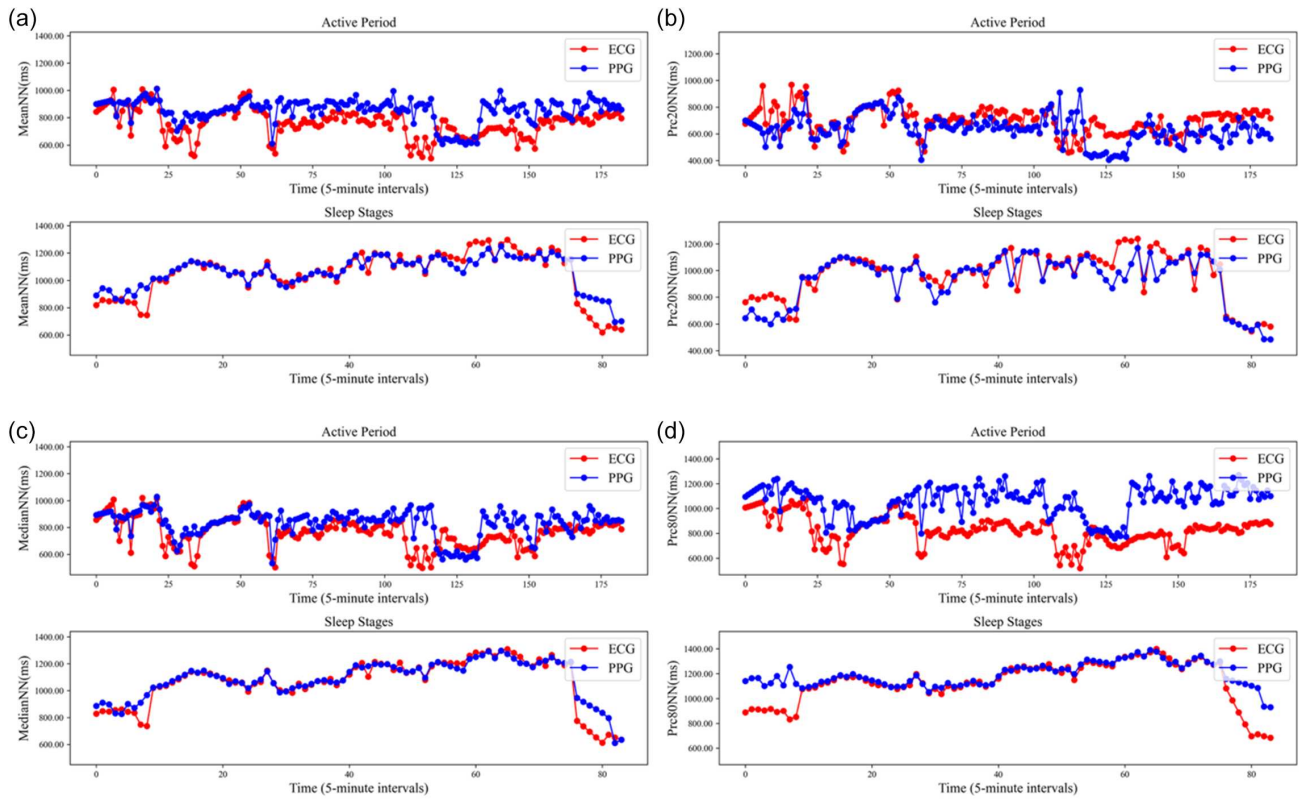 (a)
Active Period
1400.00
1200.00
1000.00
800.00
600.00
MeanNN(ms)
ECG
PPG
0 25 50 75 100 125 150 175
Time (5-minute intervals)
Sleep Stages
1400.00
1200.00
1000.00
800.00
600.00
MeanNN(ms)
ECG
PPG
0 20 40 60 80
Time (5-minute intervals)
(b)
Active Period
1200.00
1000.00
800.00
600.00
400.00
Prc20NN(ms)
ECG
PPG
0 25 50 75 100 125 150 175
Time (5-minute intervals)
Sleep Stages
1200.00
1000.00
800.00
600.00
400.00
Prc20NN(ms)
ECG
PPG
0 20 40 60 80
Time (5-minute intervals)
(c)
Active Period
1400.00
1200.00
1000.00
800.00
600.00
MedianNN(ms)
ECG
PPG
0 25 50 75 100 125 150 175
Time (5-minute intervals)
Sleep Stages
1400.00
1200.00
1000.00
800.00
600.00
MedianNN(ms)
ECG
PPG
0 20 40 60 80
Time (5-minute intervals)
(d)
Active Period
1400.00
1200.00
1000.00
800.00
600.00
Prc80NN(ms)
ECG
PPG
0 25 50 75 100 125 150 175
Time (5-minute intervals)
Sleep Stages
1400.00
1200.00
1000.00
800.00
600.00
Prc80NN(ms)
ECG
PPG
0 20 40 60 80
Time (5-minute intervals)